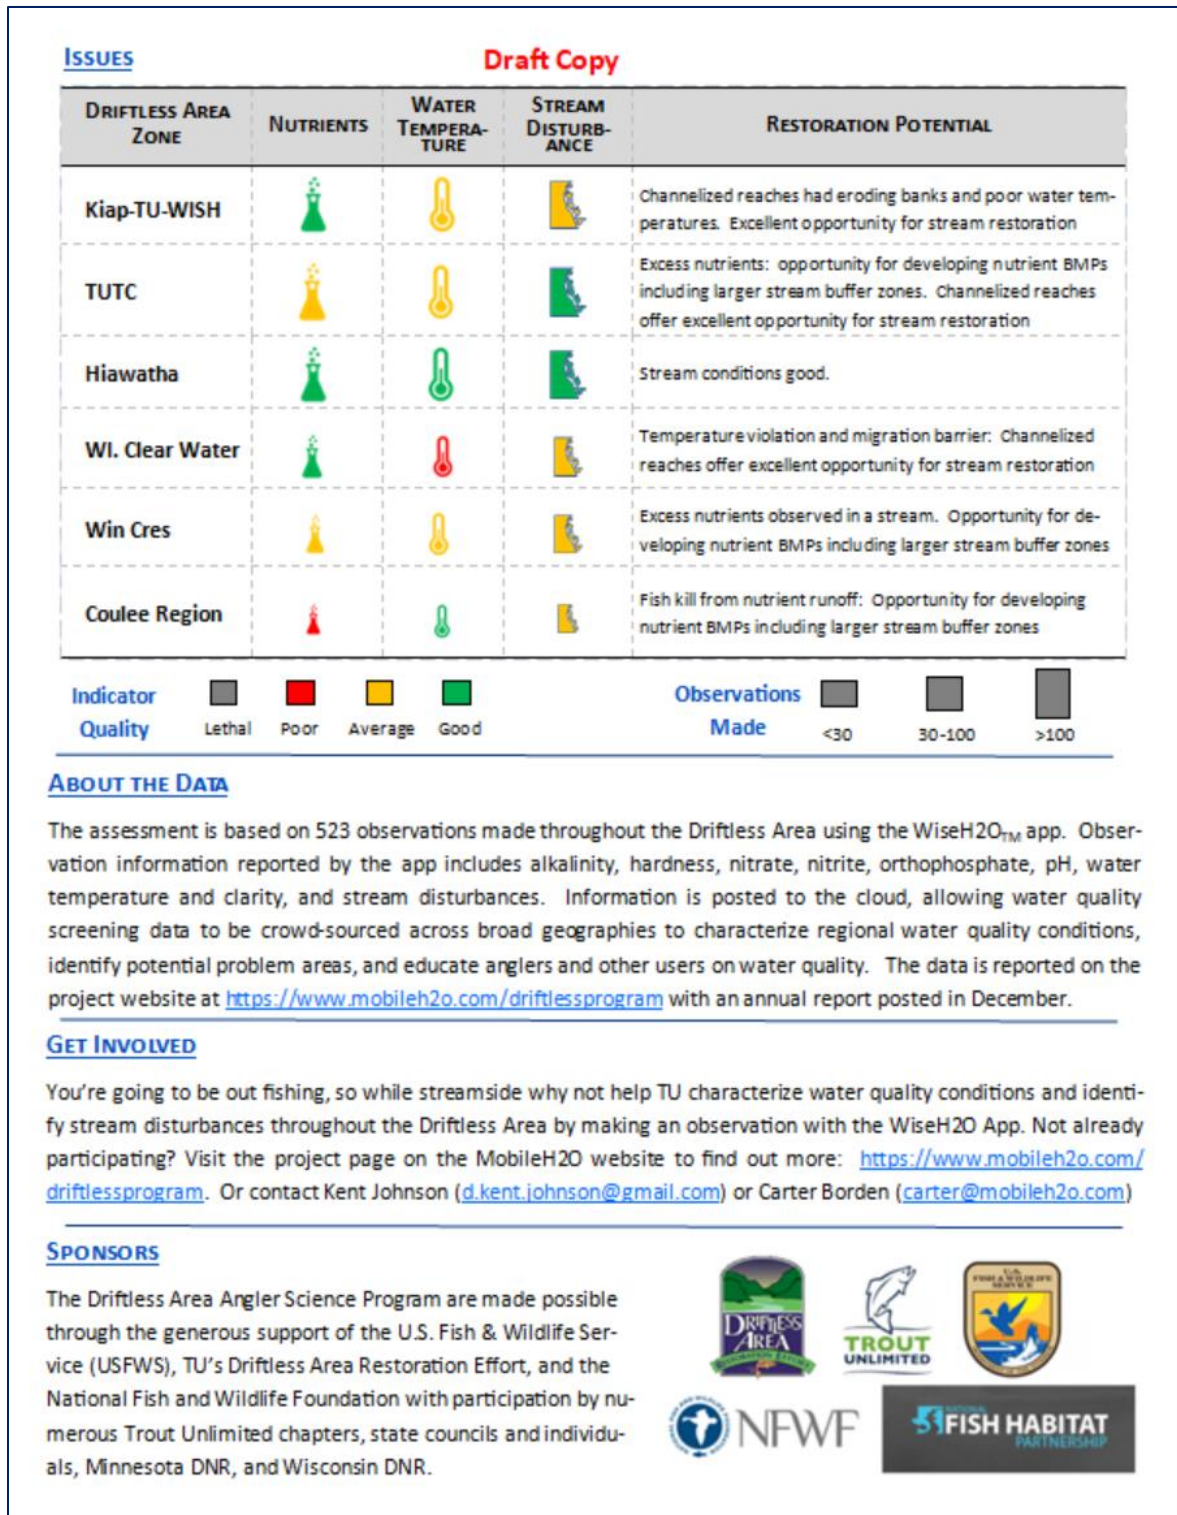 ISSUES
Draft Copy
DRIFTLESS AREA
ZONE
NUTRIENTS
WATER
TEMPERA-
TURE
STREAM
DISTURB-
ANCE
RESTORATION POTENTIAL
Kiap-TU-WISH
Channelized reaches had eroding banks and poor water tem-
peratures. Excellent opportunity for stream restoration
TUTC
Excess nutrients: opportunity for developing nutrient BMPs
including larger stream buffer zones. Channelized reaches
offer excellent opportunity for stream restoration
Hiawatha
Stream conditions good.
WI. Clear Water
Temperature violation and migration barrier: Channelized
reaches offer excellent opportunity for stream restoration
Win Cres
Excess nutrients observed in a stream. Opportunity for de-
veloping nutrient BMPs including larger stream buffer zones
Coulee Region
Fish kill from nutrient runoff: Opportunity for developing
nutrient BMPs including larger stream buffer zones
Indicator
Quality
Lethal
Poor
Average
Good
Observations
Made
<30
30-100
>100
ABOUT THE DATA
The assessment is based on 523 observations made throughout the Driftless Area using the WiseH2OTM app. Obser-
vation information reported by the app includes alkalinity, hardness, nitrate, nitrite, orthophosphate, pH, water
temperature and clarity, and stream disturbances. Information is posted to the cloud, allowing water quality
screening data to be crowd-sourced across broad geographies to characterize regional water quality conditions,
identify potential problem areas, and educate anglers and other users on water quality. The data is reported on the
project website at https://www.mobileh2o.com/driftlessprogram with an annual report posted in December.
GET INVOLVED
You're going to be out fishing, so while streamside why not help TU characterize water quality conditions and identi-
fy stream disturbances throughout the Driftless Area by making an observation with the WiseH2O App. Not already
participating? Visit the project page on the MobileH2O website to find out more: https://www.mobileh2o.com/
driftlessprogram. Or contact Kent Johnson (d.kent.johnson@gmail.com) or Carter Borden (carter@mobileh2o.com)
SPONSORS
The Driftless Area Angler Science Program are made possible
through the generous support of the U.S. Fish & Wildlife Ser-
vice (USFWS), TU's Driftless Area Restoration Effort, and the
National Fish and Wildlife Foundation with participation by nu-
merous Trout Unlimited chapters, state councils and individu-
als, Minnesota DNR, and Wisconsin DNR.
DRIFTLESS
AREA
RESTORATION EFFORT
TROUT
UNLIMITED
U.S.
FISH & WILDLIFE
SERVICE
NFWF
NATIONAL
FISH HABITAT
PARTNERSHIP